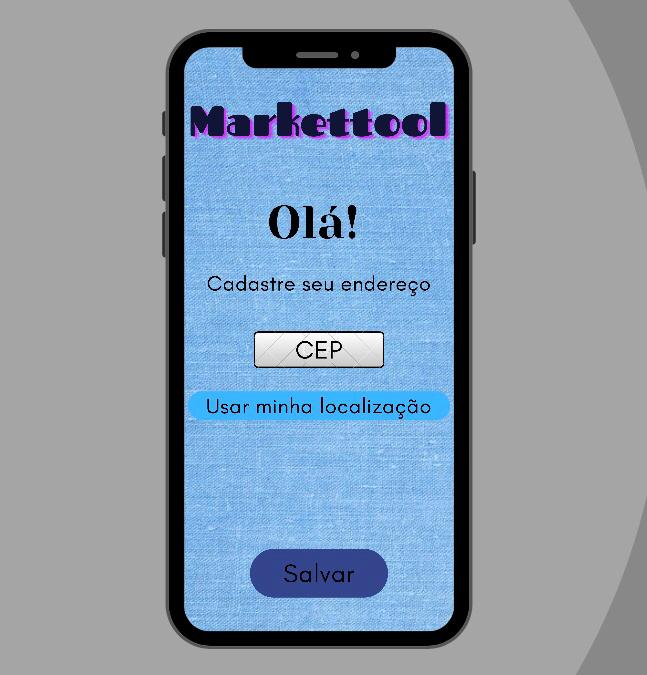 Markettool
Olá!
Cadastre seu endereço
CEP
Usar minha localização
Salvar